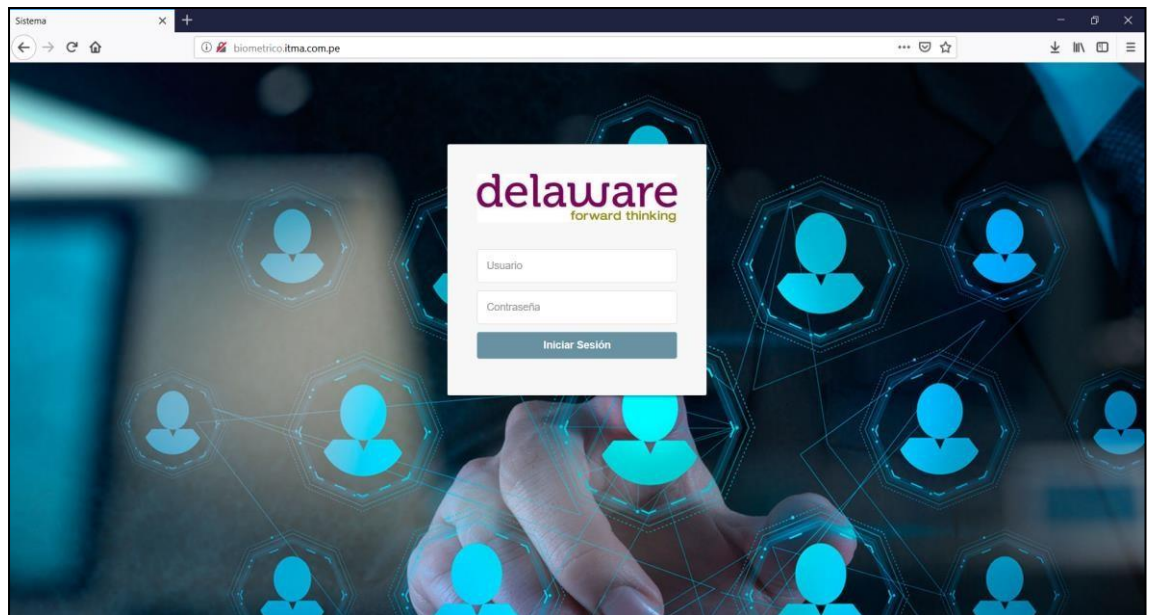 Sistema
biometrico.itma.com.pe
delaware
forward thinking
Usuario
Contraseña
Iniciar Sesión